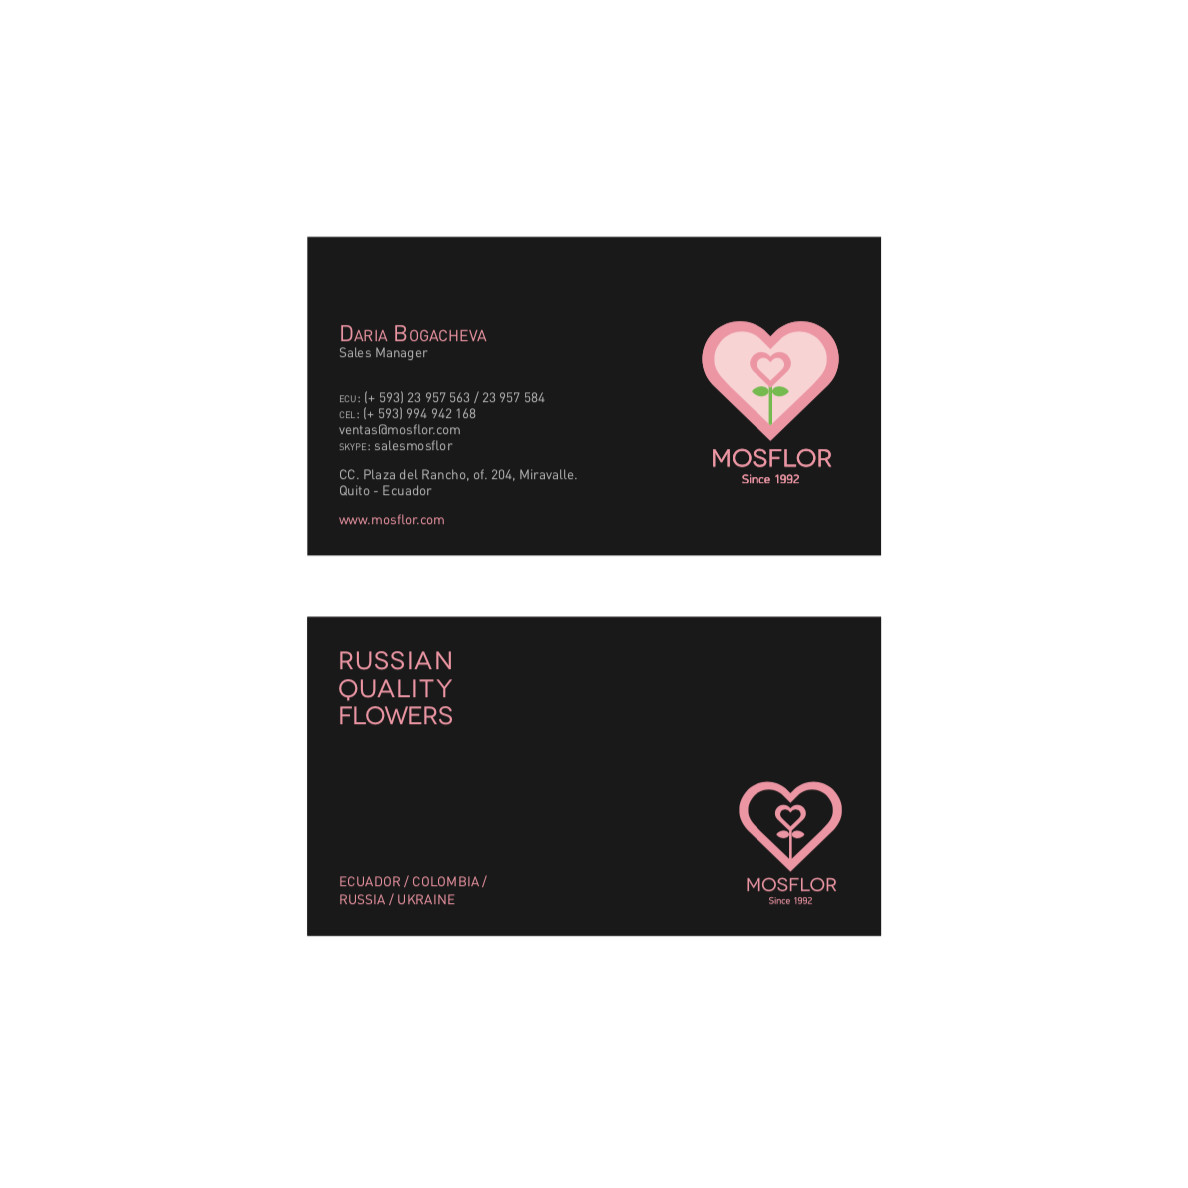 Daria Bogacheva
Sales Manager
ECU: (+ 593) 23 957 563 / 23 957 584
CEL: (+ 593) 994 942 168
ventas@mosflor.com
SKYPE: salesmosflor
CC. Plaza del Rancho, of. 204, Miravalle.
Quito - Ecuador
www.mosflor.com
MOSFLOR
Since 1992
RUSSIAN
QUALITY
FLOWERS
ECUADOR / COLOMBIA /
RUSSIA / UKRAINE
MOSFLOR
Since 1992